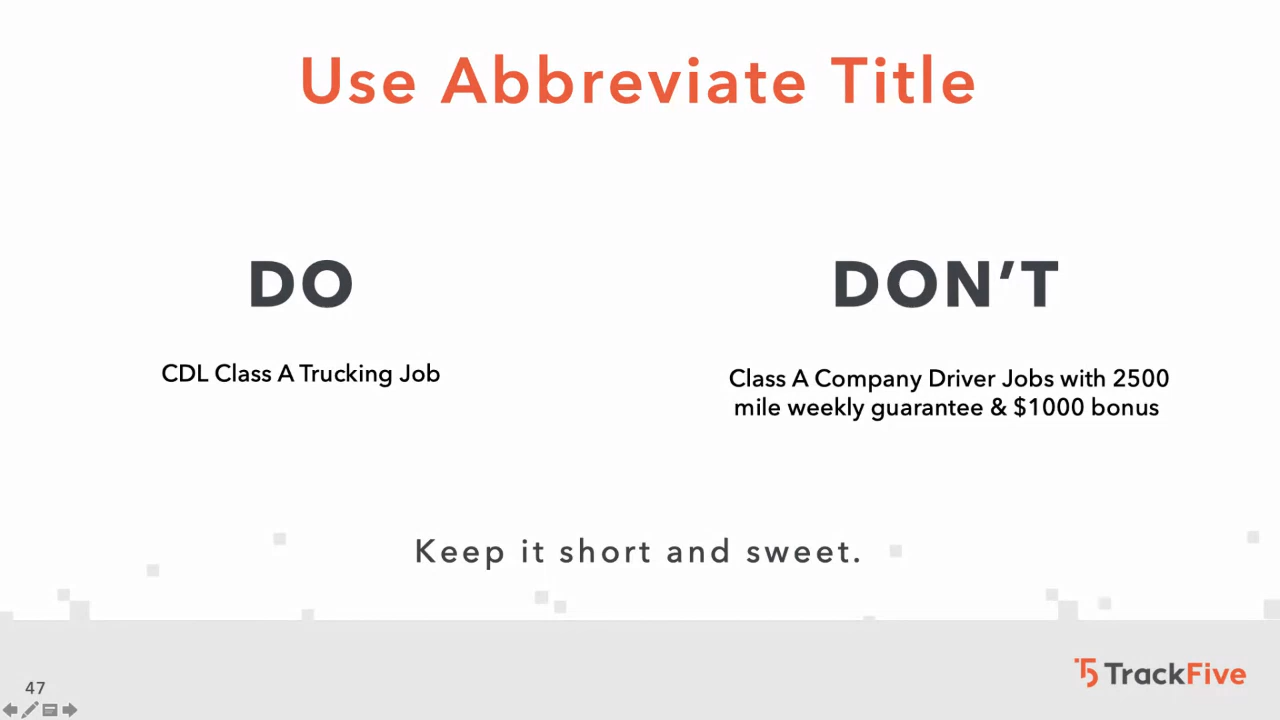 Use Abbreviate Title
DO
CDL Class A Trucking Job
DON’T
Class A Company Driver Jobs with 2500
mile weekly guarantee & $1000 bonus
Keep it short and sweet.
47
TrackFive